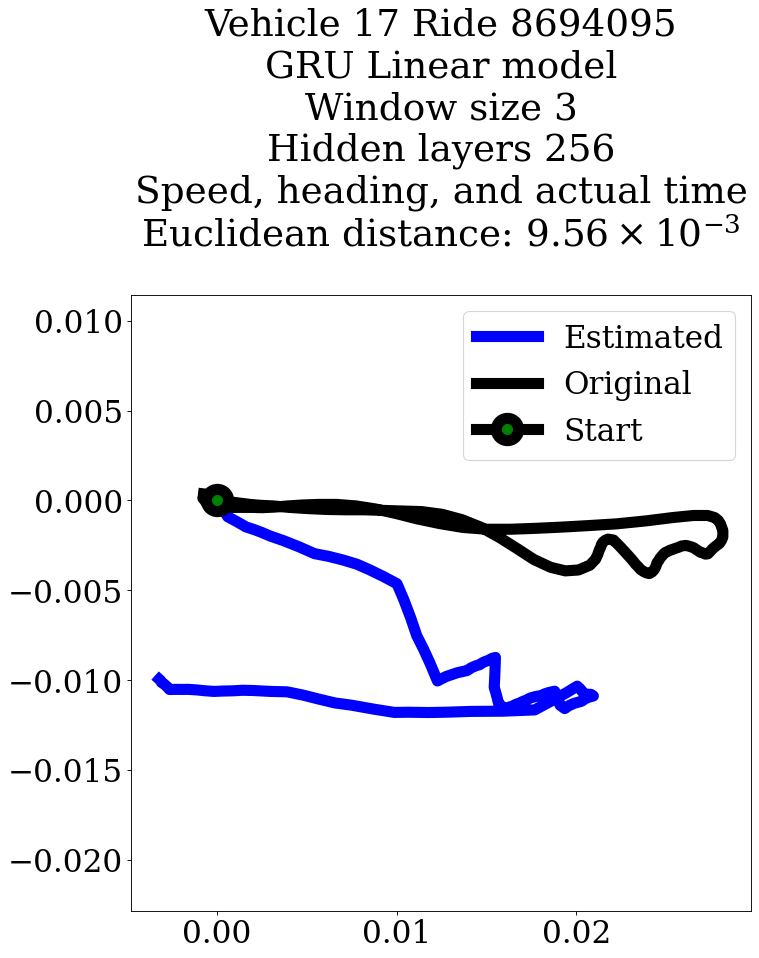 Vehicle 17 Ride 8694095
GRU Linear model
Window size 3
Hidden layers 256
Speed, heading, and actual time
Euclidean distance: 9.56 × 10⁻³
Estimated
Original
Start
0.010
0.005
0.000
−0.005
−0.010
−0.015
−0.020
0.00 0.01 0.02